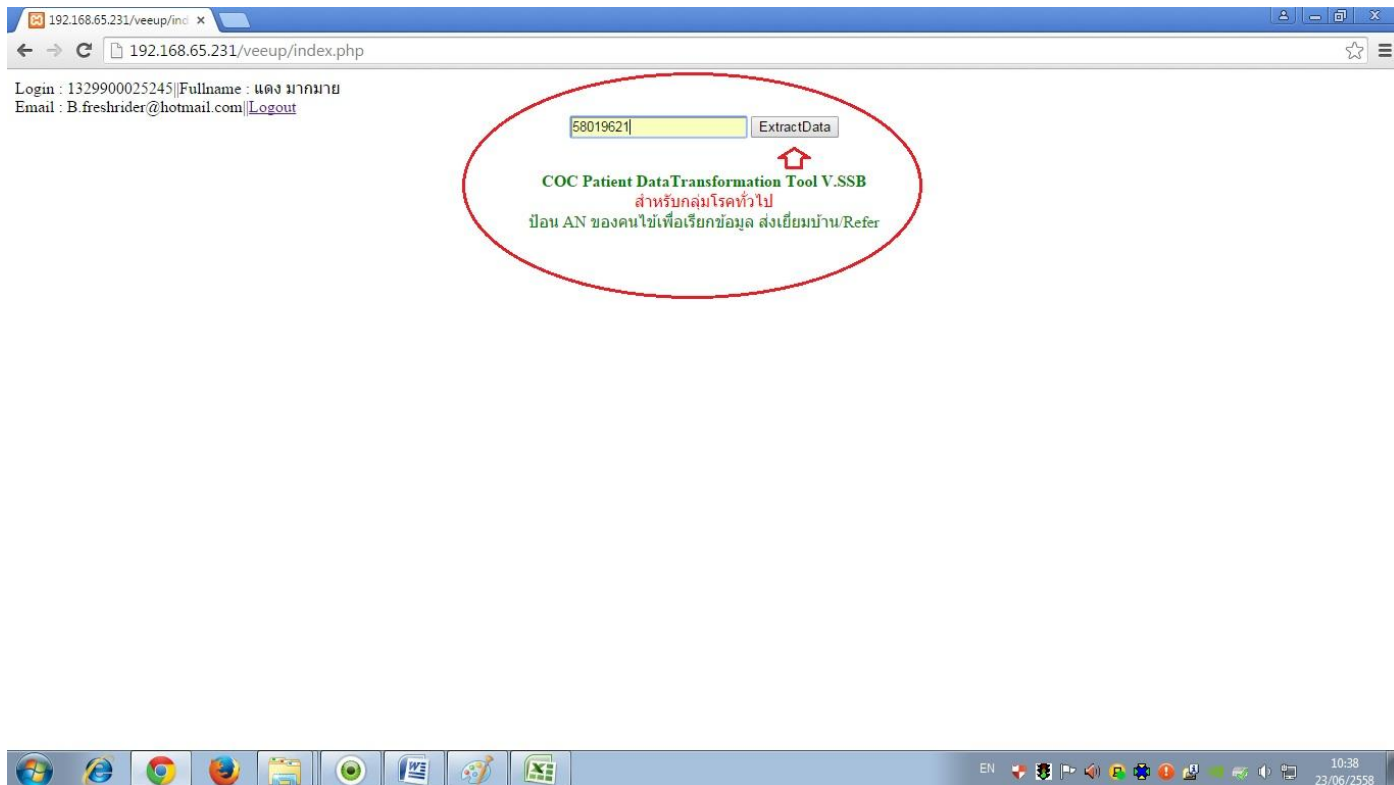 192.168.65.231/veeup/ind
192.168.65.231/veeup/index.php
Login : 1329900025245||Fullname : แดง มากมาย
Email : B.freshrider@hotmail.com||Logout
58019621
ExtractData
COC Patient DataTransformation Tool V.SSB
สำหรับกลุ่มโรคทั่วไป
ป้อน AN ของคนไข้เพื่อเรียกข้อมูล ส่งเยี่ยมบ้าน/Refer
EN
10:38
23/06/2558